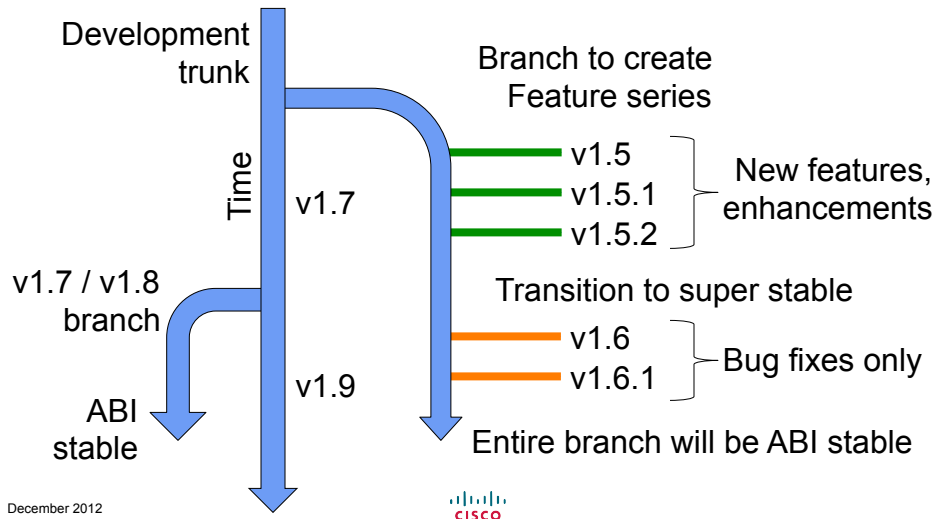 Development
trunk
Branch to create
Feature series
v1.5
v1.5.1
v1.5.2
New features,
enhancements
Time
v1.7
v1.7 / v1.8
branch
Transition to super stable
v1.6
v1.6.1
Bug fixes only
v1.9
ABI
stable
Entire branch will be ABI stable
December 2012
CISCO